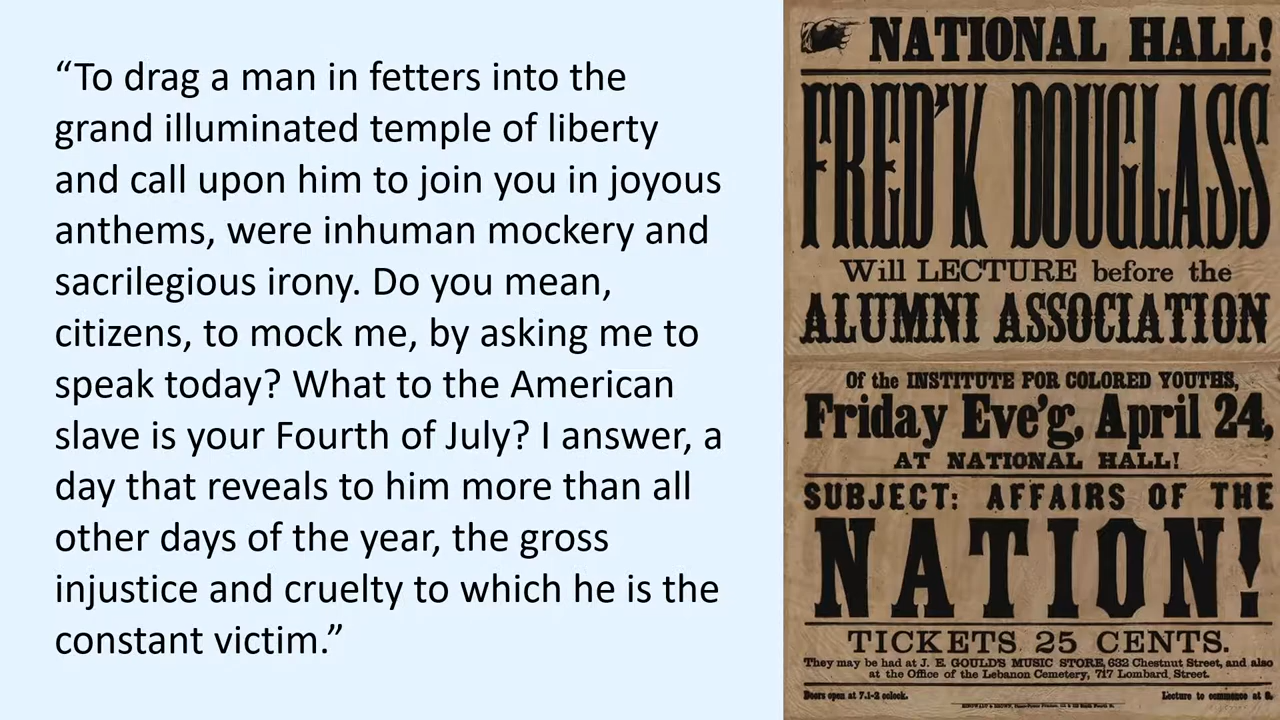 “To drag a man in fetters into the
grand illuminated temple of liberty
and call upon him to join you in joyous
anthems, were inhuman mockery and
sacrilegious irony. Do you mean,
citizens, to mock me, by asking me to
speak today? What to the American
slave is your Fourth of July? I answer, a
day that reveals to him more than all
other days of the year, the gross
injustice and cruelty to which he is the
constant victim.”
NATIONAL HALL!
FRED’K DOUGLASS
Will LECTURE before the
ALUMNI ASSOCIATION
Of the INSTITUTE FOR COLORED YOUTHS,
Friday Eve’g, April 24,
AT NATIONAL HALL!
SUBJECT: AFFAIRS OF THE
NATION!
TICKETS 25 CENTS.
They may be had at J. E. GOULD’S MUSIC STORE, 632 Chestnut Street, and also
at the Office of the Lebanon Cemetery, 717 Lombard Street.
Doors open at 7.1-2 oclock.
Lecture to commence at 8.